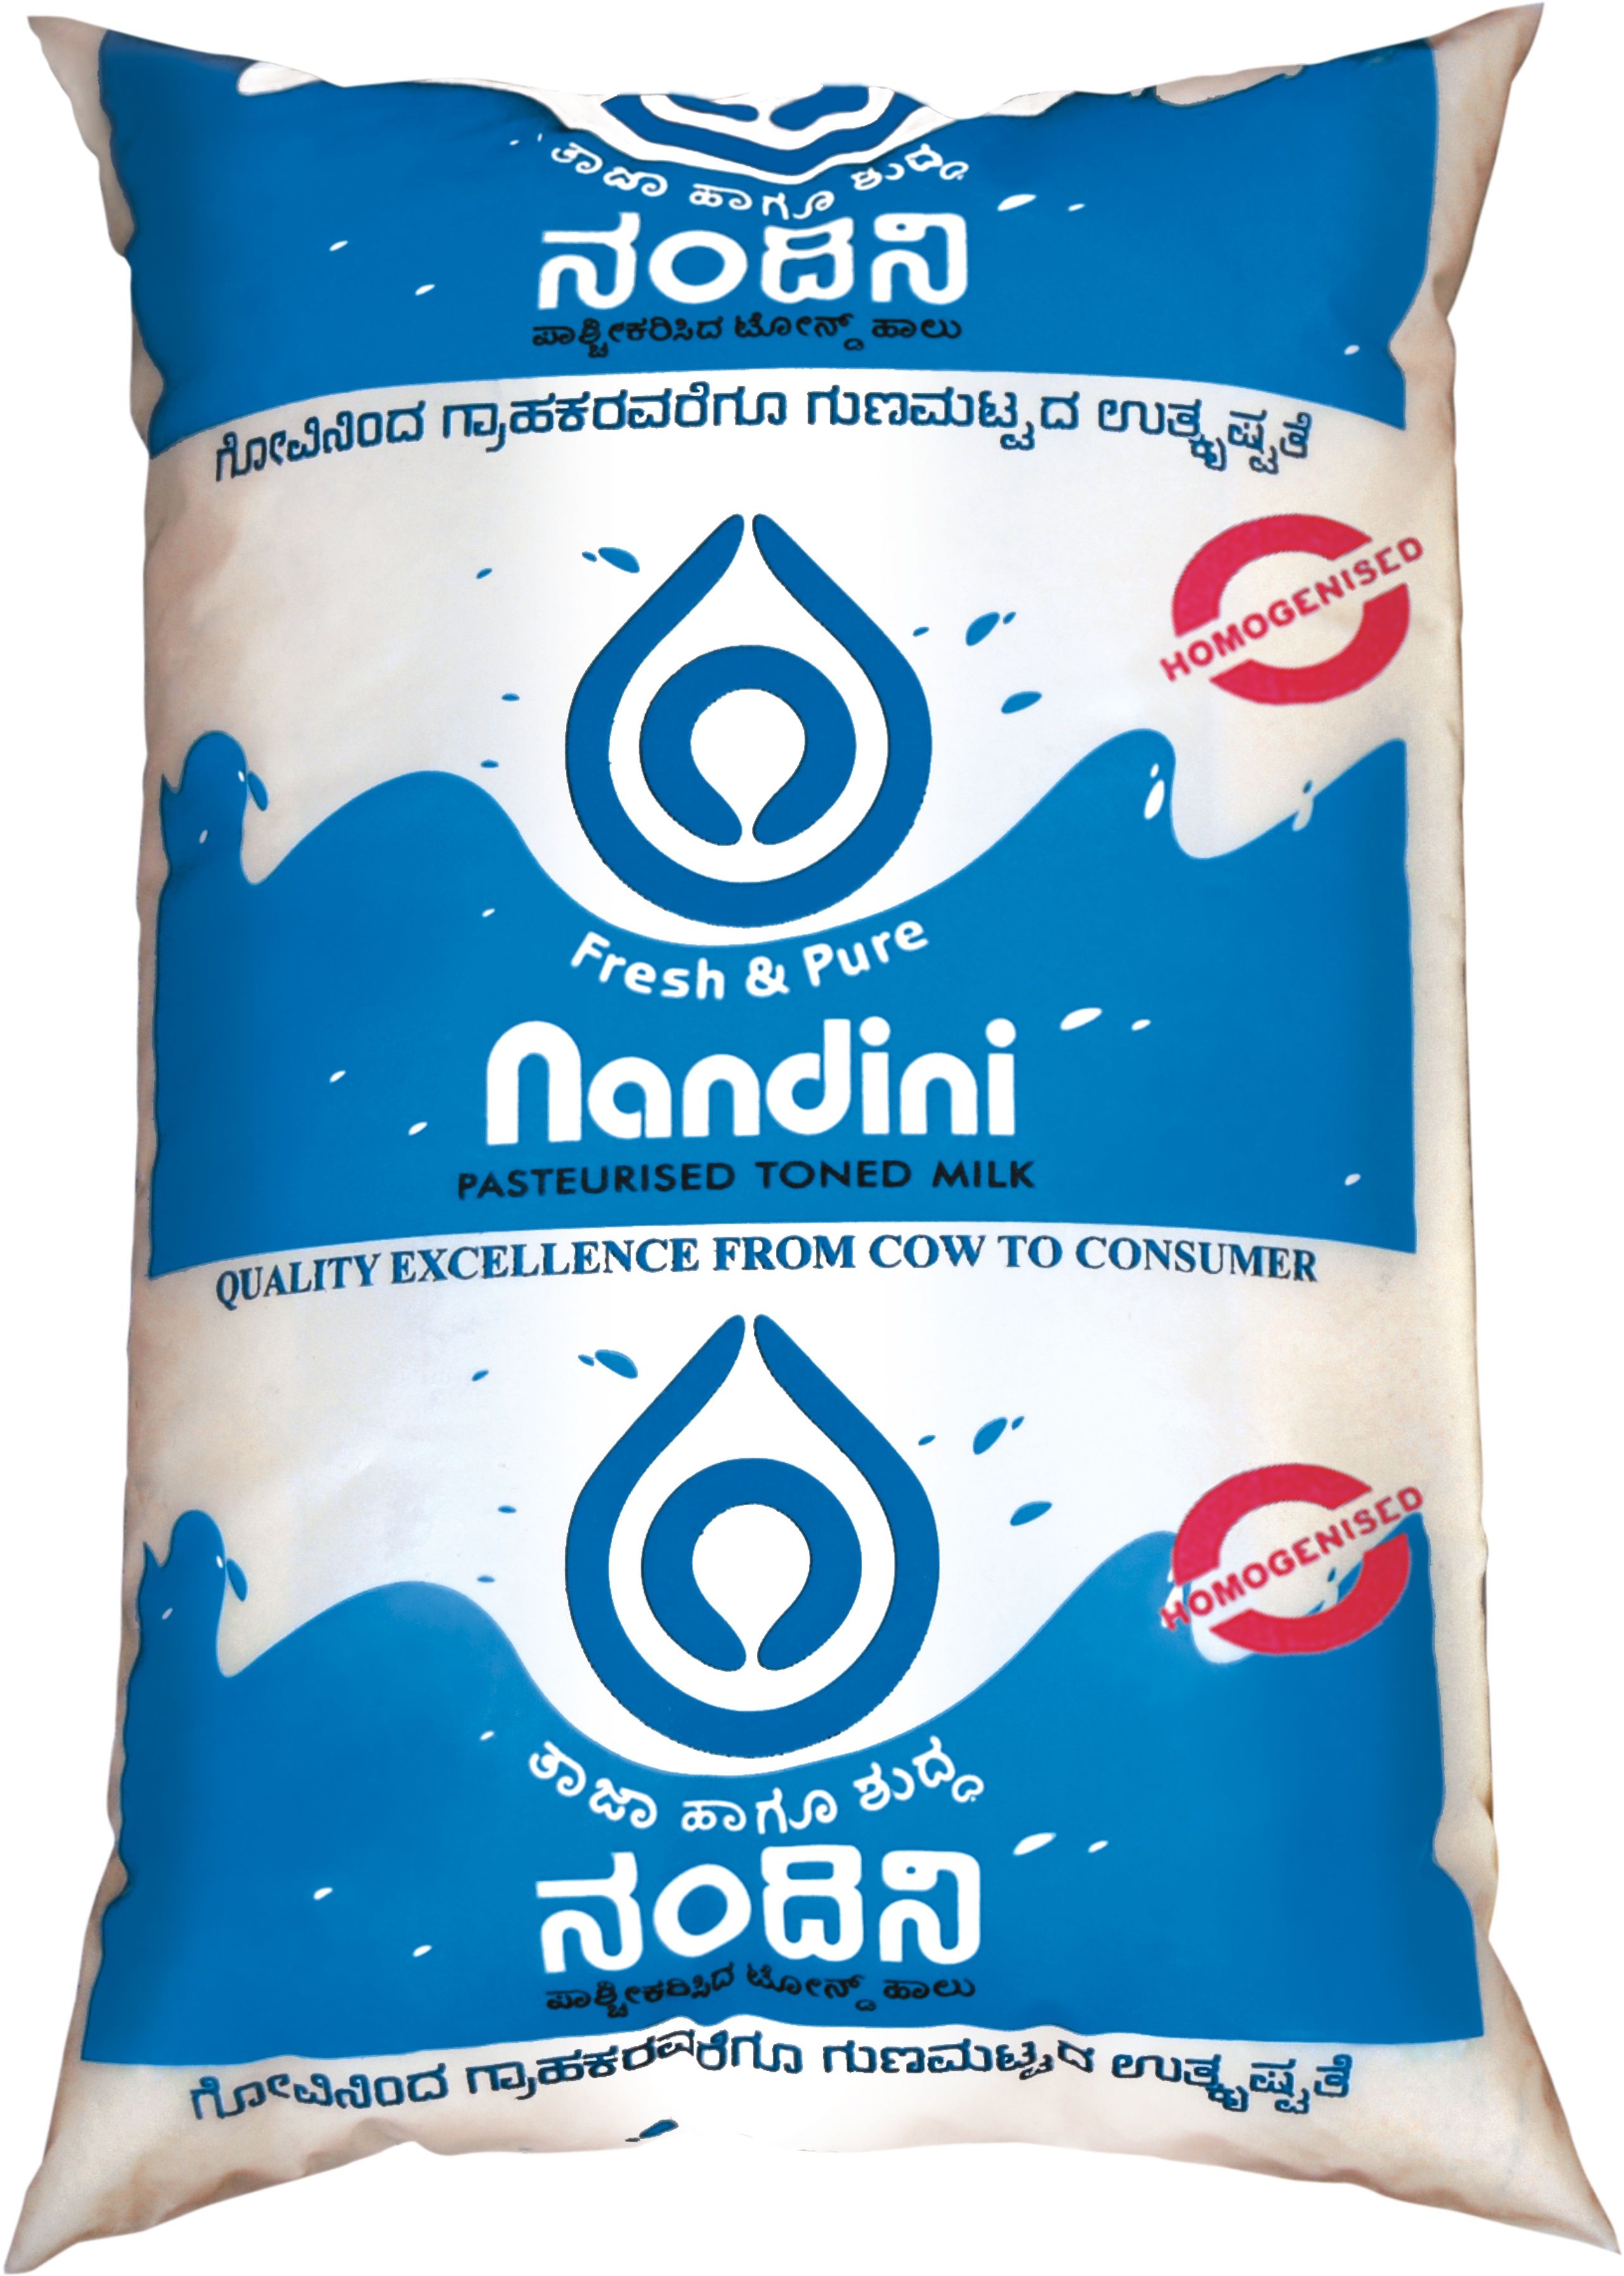 ತಾಜಾ ಹಾಗೂ ಶುದ್ಧ
ನಂದಿನಿ
ಪಾಶ್ಚೀಕರಿಸಿದ ಟೋನ್ಡ್ ಹಾಲು
ಗೋವಿನಿಂದ ಗ್ರಾಹಕರವರೆಗೂ ಗುಣಮಟ್ಟದ ಉತ್ಕೃಷ್ಟತೆ
HOMOGENISED
Fresh & Pure
nandini
PASTEURISED TONED MILK
QUALITY EXCELLENCE FROM COW TO CONSUMER
HOMOGENISED
ತಾಜಾ ಹಾಗೂ ಶುದ್ಧ
ನಂದಿನಿ
ಪಾಶ್ಚೀಕರಿಸಿದ ಟೋನ್ಡ್ ಹಾಲು
ಗೋವಿನಿಂದ ಗ್ರಾಹಕರವರೆಗೂ ಗುಣಮಟ್ಟದ ಉತ್ಕೃಷ್ಟತೆ